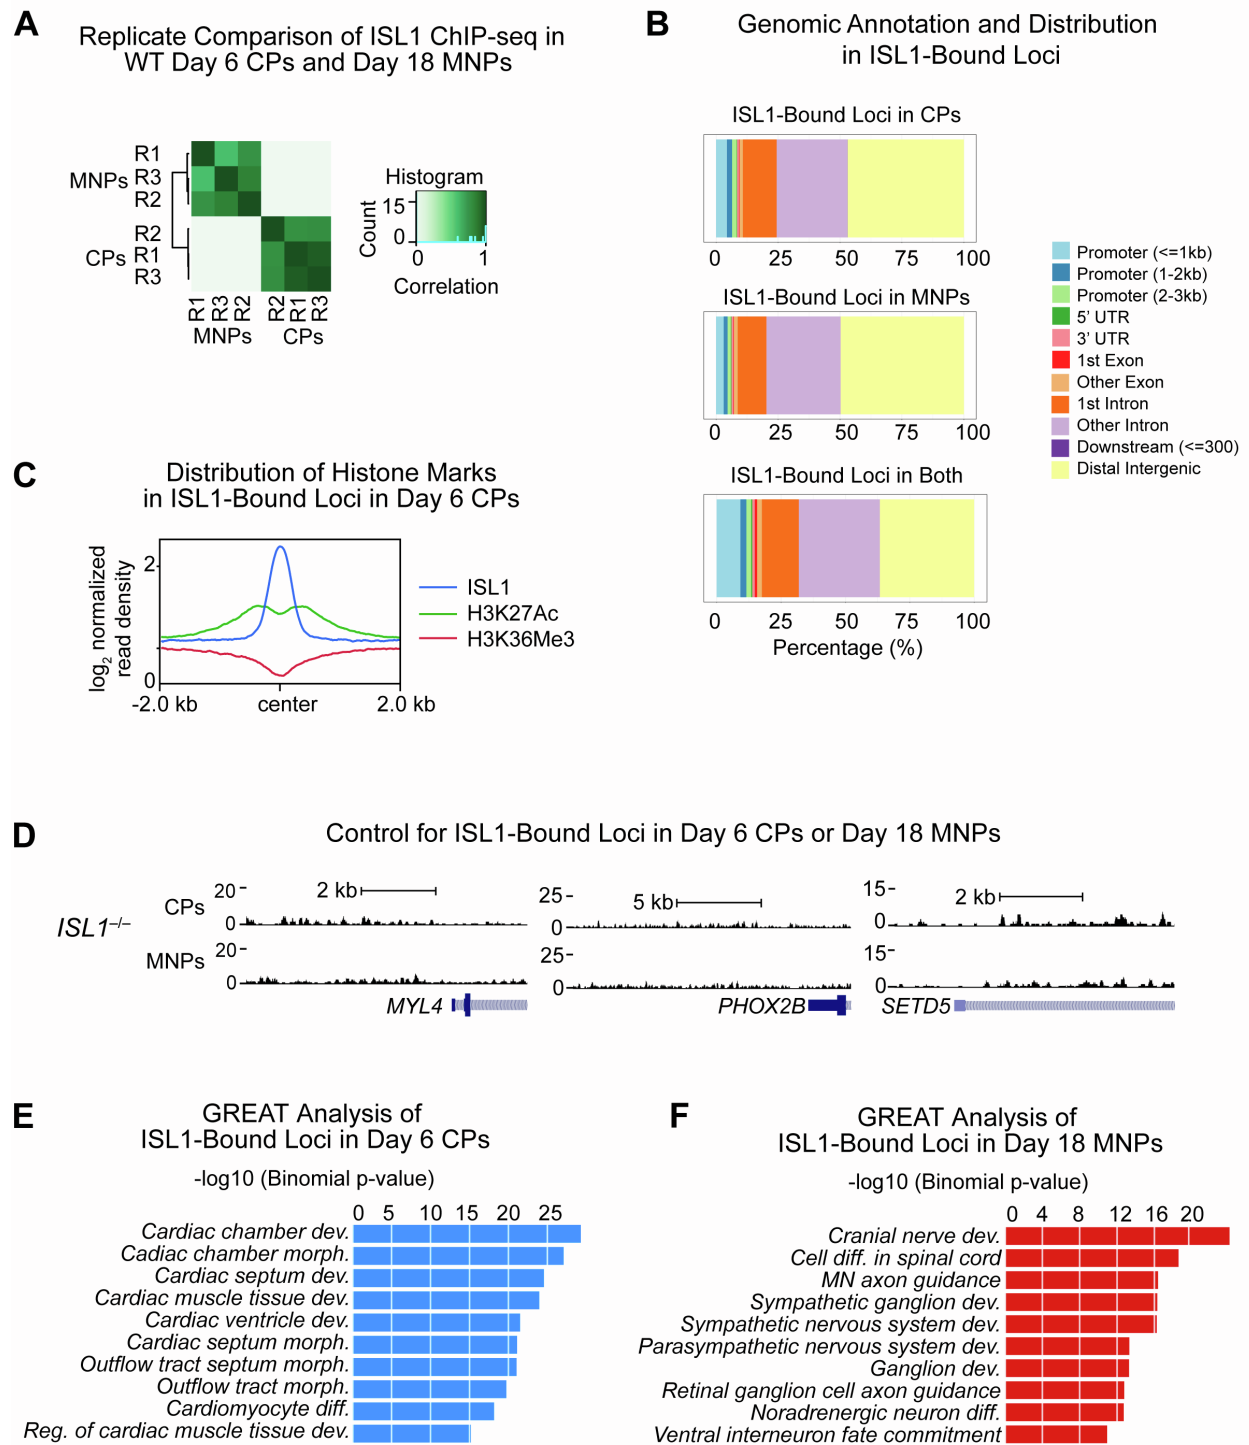 A
Replicate Comparison of ISL1 ChIP-seq in
WT Day 6 CPs and Day 18 MNPs
R1
MNPs R3
R2
R2
CPs R1
R3
R1 R3 R2 R2 R1 R3
MNPs CPs
Histogram
Count
15
0
0 1
Correlation
B
Genomic Annotation and Distribution
in ISL1-Bound Loci
ISL1-Bound Loci in CPs
0 25 50 75 100
ISL1-Bound Loci in MNPs
0 25 50 75 100
ISL1-Bound Loci in Both
0 25 50 75 100
Percentage (%)
Promoter (<=1kb)
Promoter (1-2kb)
Promoter (2-3kb)
5' UTR
3' UTR
1st Exon
Other Exon
1st Intron
Other Intron
Downstream (<=300)
Distal Intergenic
C
Distribution of Histone Marks
in ISL1-Bound Loci in Day 6 CPs
log2 normalized
read density
2
0
-2.0 kb center 2.0 kb
ISL1
H3K27Ac
H3K36Me3
D
Control for ISL1-Bound Loci in Day 6 CPs or Day 18 MNPs
ISL1–/–
CPs
MNPs
20
0
2 kb
20
0
MYL4
25
0
5 kb
25
0
PHOX2B
15
0
2 kb
15
0
SETD5
E
GREAT Analysis of
ISL1-Bound Loci in Day 6 CPs
-log10 (Binomial p-value)
0 5 10 15 20 25
Cardiac chamber dev.
Cadiac chamber morph.
Cardiac septum dev.
Cardiac muscle tissue dev.
Cardiac ventricle dev.
Cardiac septum morph.
Outflow tract septum morph.
Outflow tract morph.
Cardiomyocyte diff.
Reg. of cardiac muscle tissue dev.
F
GREAT Analysis of
ISL1-Bound Loci in Day 18 MNPs
-log10 (Binomial p-value)
0 4 8 12 16 20
Cranial nerve dev.
Cell diff. in spinal cord
MN axon guidance
Sympathetic ganglion dev.
Sympathetic nervous system dev.
Parasympathetic nervous system dev.
Ganglion dev.
Retinal ganglion cell axon guidance
Noradrenergic neuron diff.
Ventral interneuron fate commitment